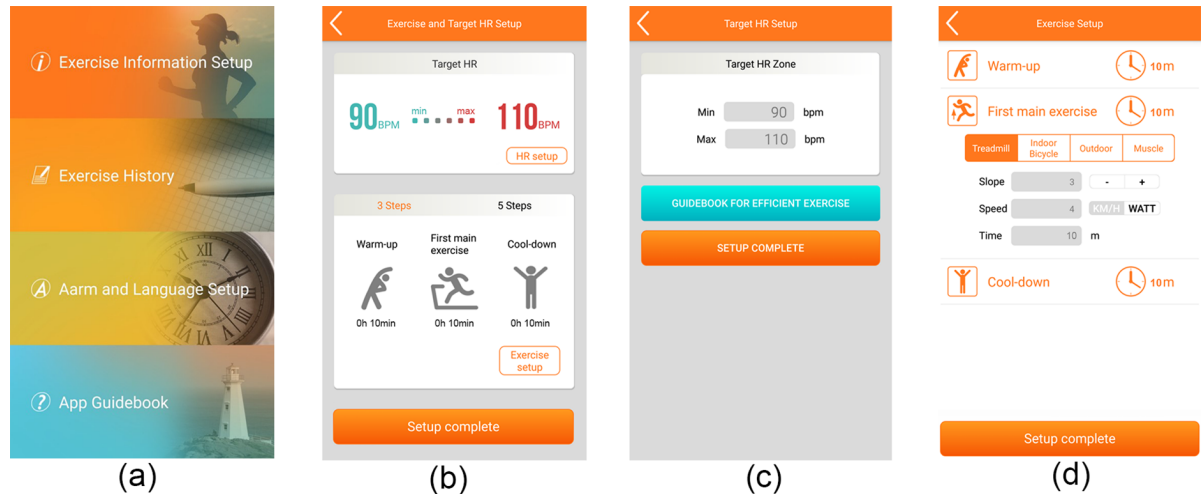 Exercise Information Setup
Exercise History
Aarm and Language Setup
App Guidebook
(a)
Exercise and Target HR Setup
Target HR
90 BPM min max 110 BPM
HR setup
3 Steps 5 Steps
Warm-up First main exercise Cool-down
0h 10min 0h 10min 0h 10min
Exercise
setup
Setup complete
(b)
Target HR Setup
Target HR Zone
Min 90 bpm
Max 110 bpm
GUIDEBOOK FOR EFFICIENT EXERCISE
SETUP COMPLETE
(c)
Exercise Setup
Warm-up 10m
First main exercise 10m
Treadmill Indoor Bicycle Outdoor Muscle
Slope 3 - +
Speed 4 KM/H WATT
Time 10 m
Cool-down 10m
Setup complete
(d)